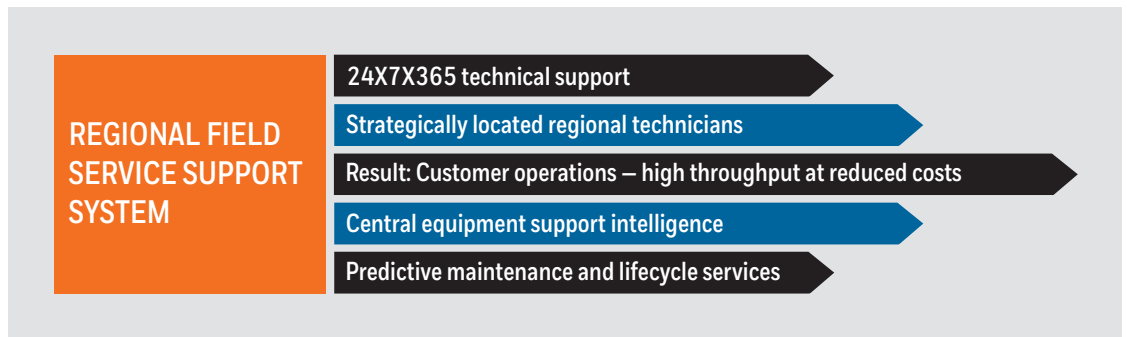 REGIONAL FIELD
SERVICE SUPPORT
SYSTEM
24X7X365 technical support
Strategically located regional technicians
Result: Customer operations — high throughput at reduced costs
Central equipment support intelligence
Predictive maintenance and lifecycle services